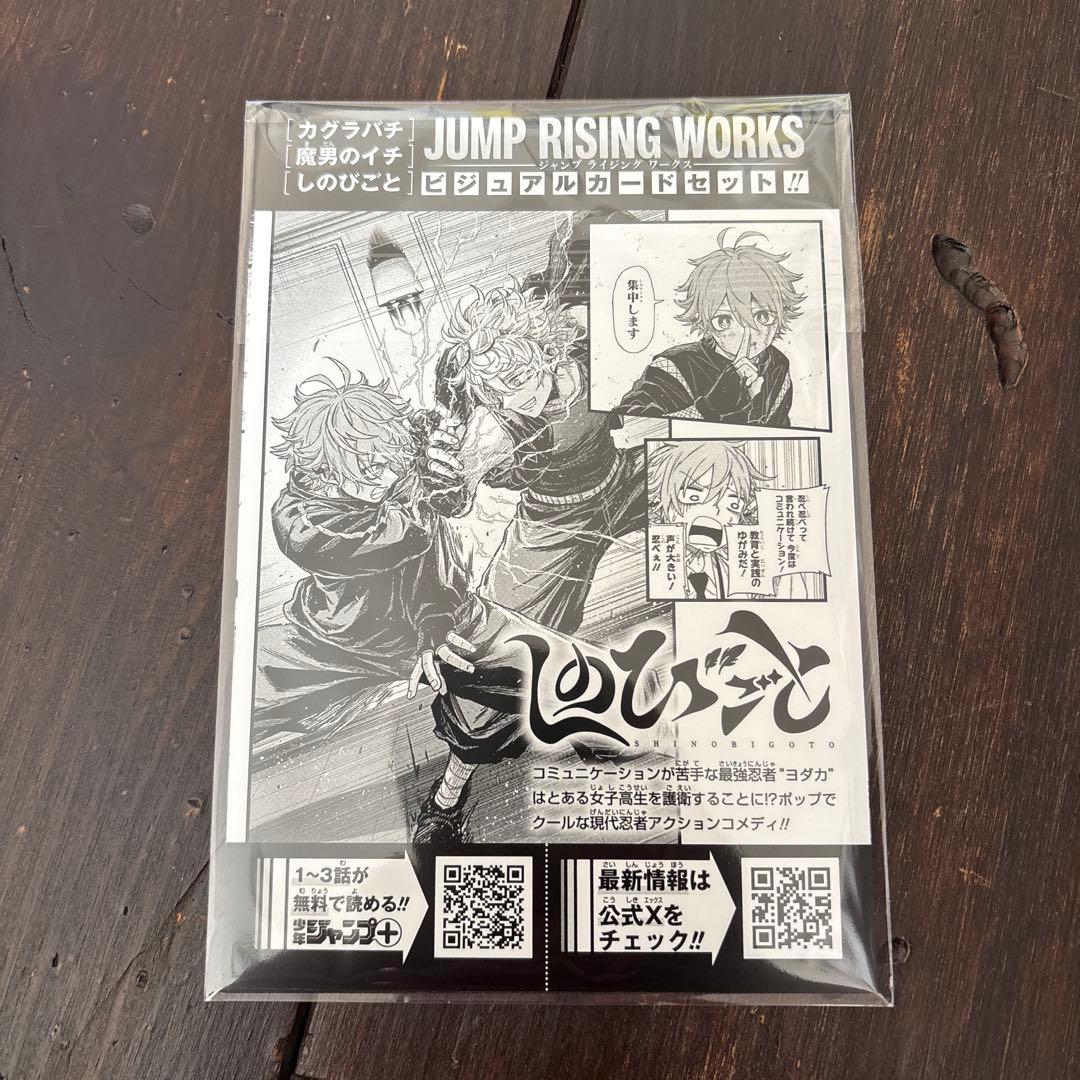 [カグラバチ]
[魔男のイチ]
[しのびごと]
JUMP RISING WORKS
ジャンプ ライジング ワークス
ビジュアルカードセット!!
集中します
忍べ忍べって
言われ続けて 今度は
コミュニケーション!
教育と実践の
ゆがみだ!
声が大きい!
忍べぇ!!
しのびごと
SHINOBIGOTO
コミュニケーションが苦手な最強忍者“ヨダカ”
はとある女子高生を護衛することに!?ポップで
クールな現代忍者アクションコメディ!!
1~3話が
無料で読める!!
少年ジャンプ+
最新情報は
公式Xを
チェック!!